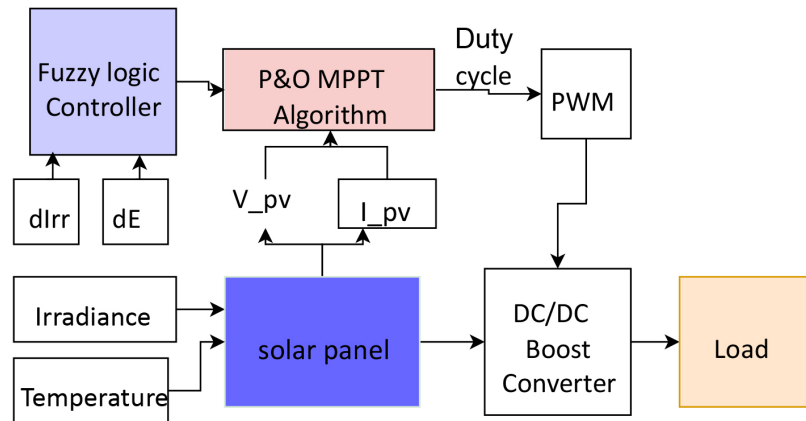 Fuzzy logic
Controller
P&O MPPT
Algorithm
Duty
cycle
PWM
dIrr
dE
V_pv
I_pv
Irradiance
Temperature
solar panel
DC/DC
Boost
Converter
Load